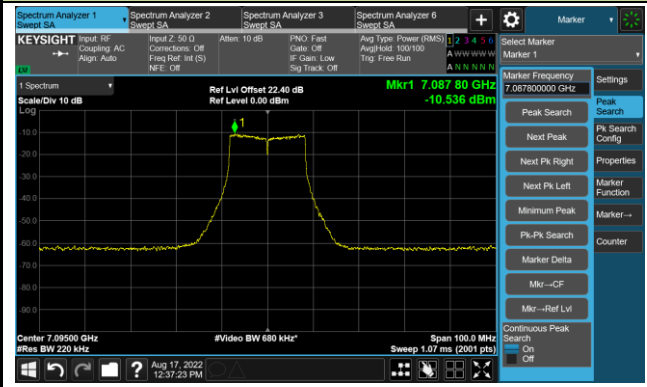 Spectrum Analyzer 1
Swept SA
Spectrum Analyzer 2
Swept SA
Spectrum Analyzer 3
Swept SA
Spectrum Analyzer 6
Swept SA
+
Marker
KEYSIGHT
Input: RF
Coupling: AC
Align: Auto
Input Z: 50 Ω
Corrections: Off
Freq Ref: Int (S)
NFE: Off
Atten: 10 dB
PNO: Fast
Gate: Off
IF Gain: Low
Sig Track: Off
Avg Type: Power (RMS)
Avg|Hold: 100/100
Trig: Free Run
1 2 3 4 5 6
A W W W W W
A N N N N N
LXI
Select Marker
Marker 1
1 Spectrum
Scale/Div 10 dB
Log
Ref Lvl Offset 22.40 dB
Ref Level 0.00 dBm
Mkr1 7.087 80 GHz
-10.536 dBm
1
-10.0
-20.0
-30.0
-40.0
-50.0
-60.0
-70.0
-80.0
-90.0
Center 7.09500 GHz
#Res BW 220 kHz
#Video BW 680 kHz*
Span 100.0 MHz
Sweep 1.07 ms (2001 pts)
Marker Frequency
7.087800000 GHz
Peak Search
Next Peak
Next Pk Right
Next Pk Left
Minimum Peak
Pk-Pk Search
Marker Delta
Mkr→CF
Mkr→Ref Lvl
Continuous Peak
Search
On
Off
Settings
Peak
Search
Pk Search
Config
Properties
Marker
Function
Marker→
Counter
?
Aug 17, 2022
12:37:23 PM